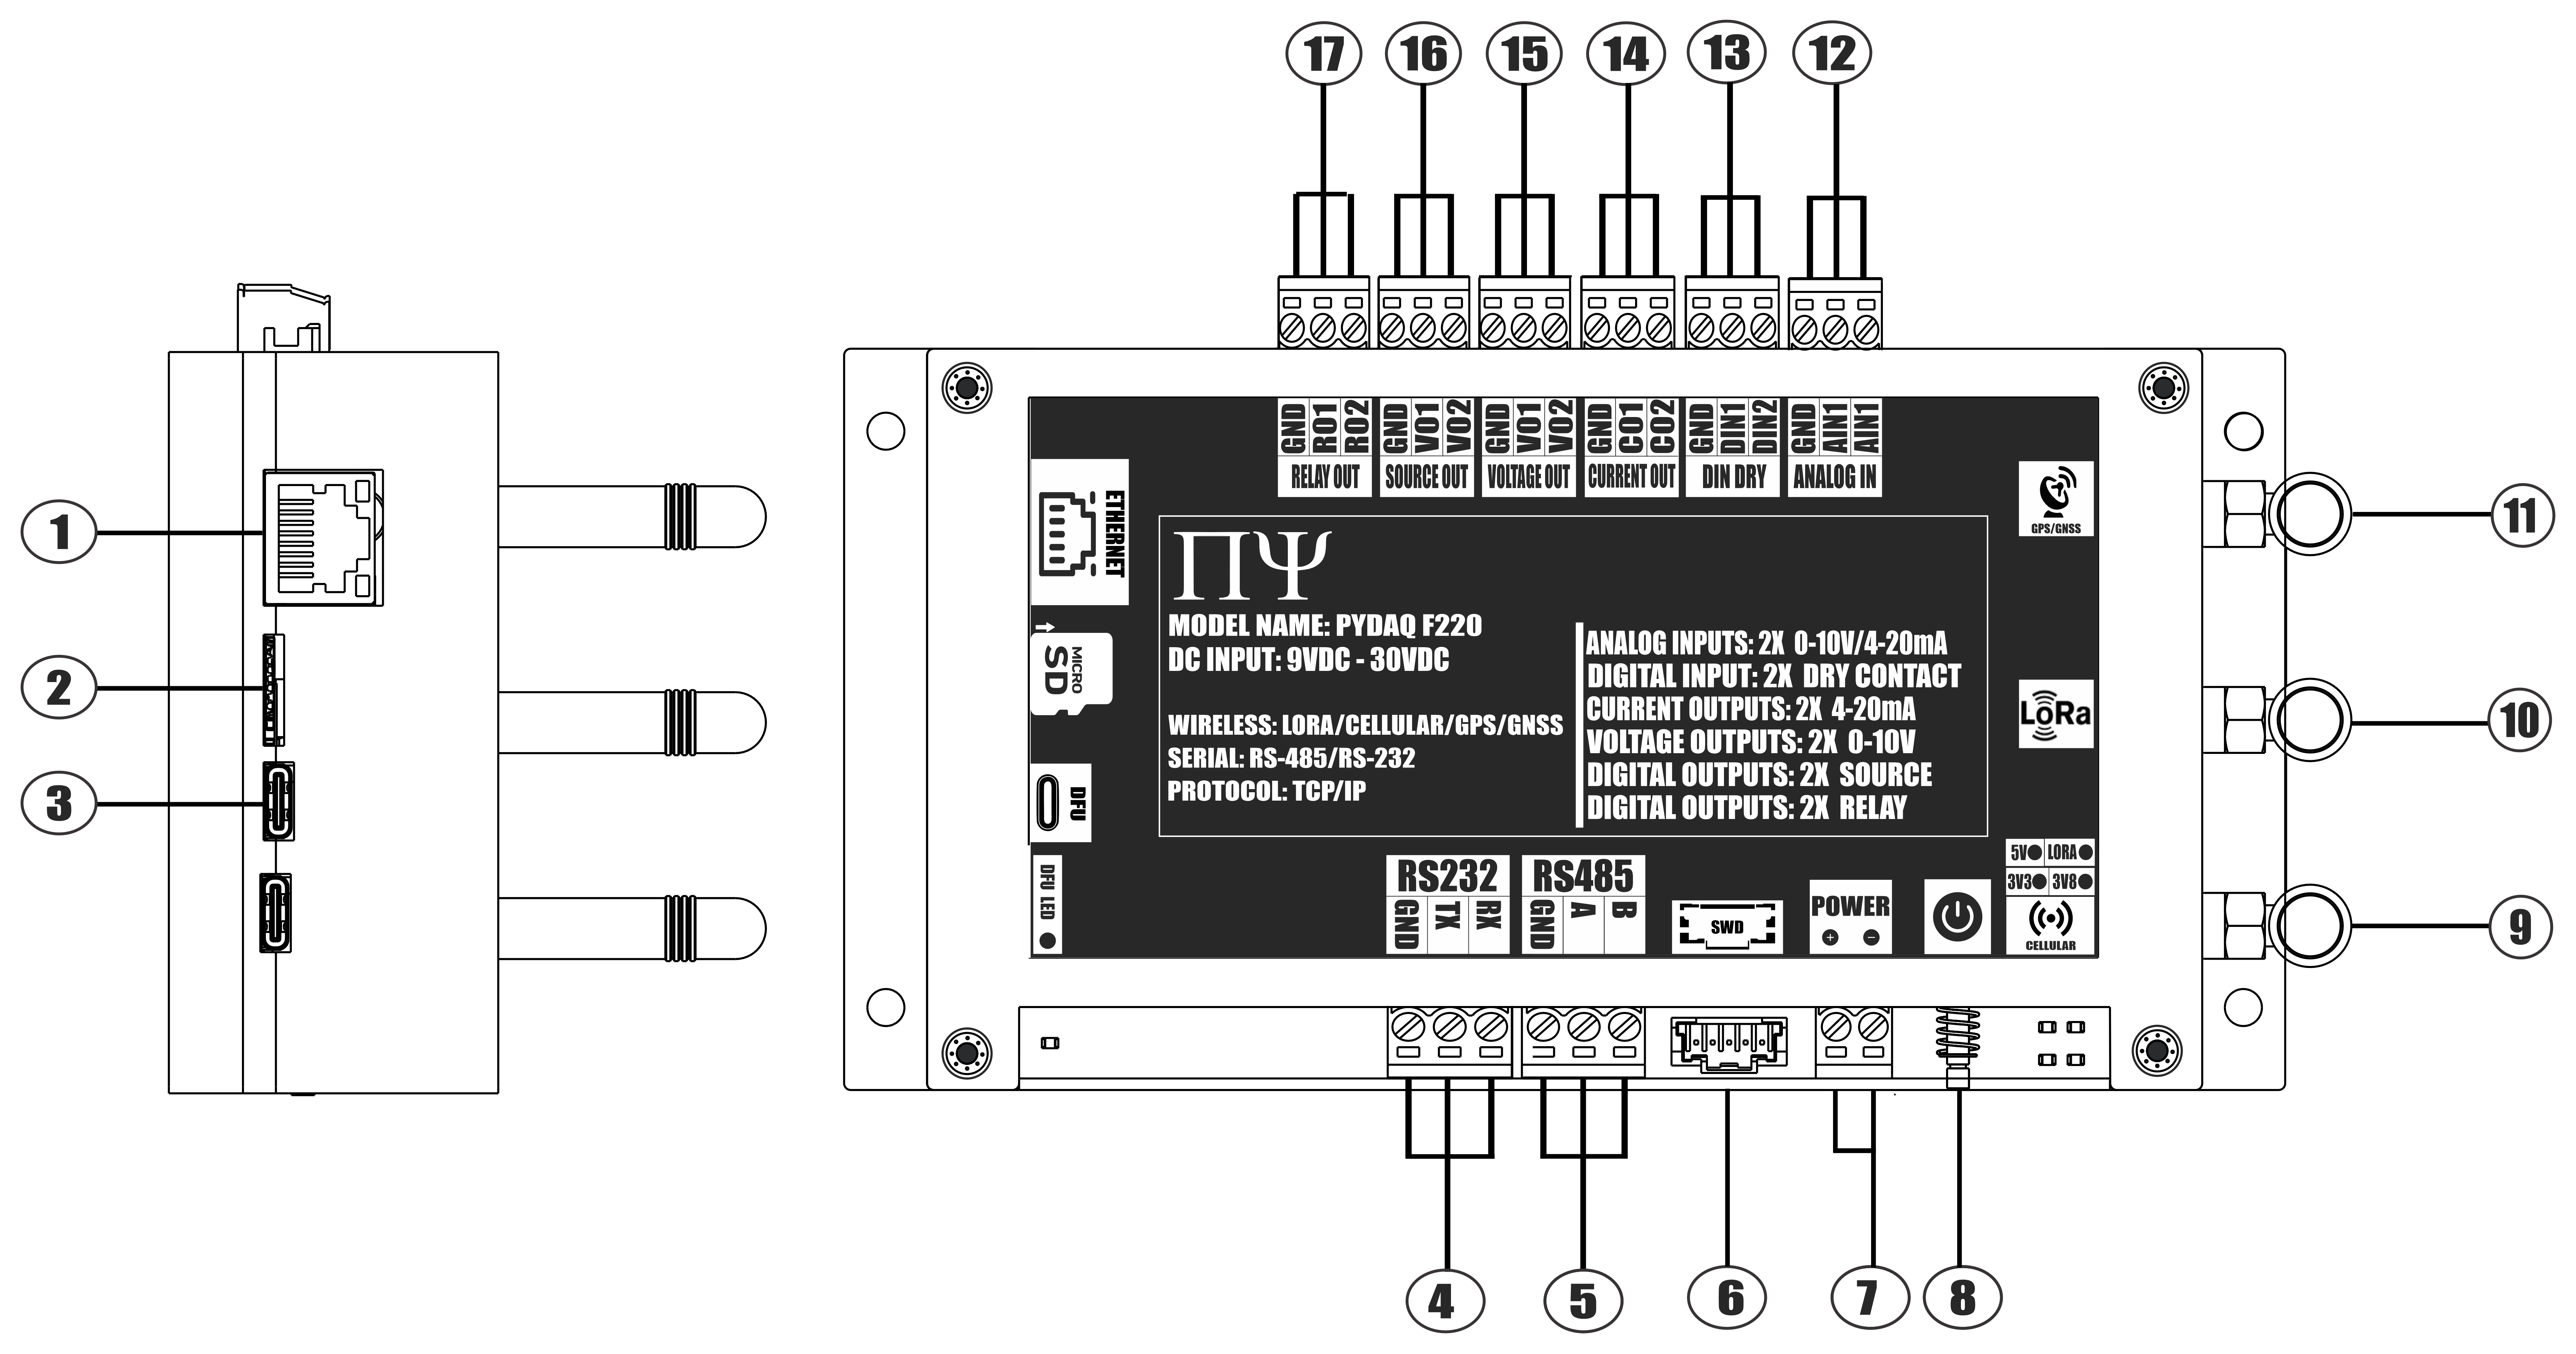 17 16 15 14 13 12
GND RO1 RO2
GND VO1 VO2
GND VO1 VO2
GND CO1 CO2
GND DIN1 DIN2
GND AIN1 AIN1
RELAY OUT
SOURCE OUT
VOLTAGE OUT
CURRENT OUT
DIN DRY
ANALOG IN
1
2
3
ETHERNET
MICRO
SD
DFU
DFU LED
ΠΨ
MODEL NAME: PYDAQ F220
DC INPUT: 9VDC - 30VDC
WIRELESS: LORA/CELLULAR/GPS/GNSS
SERIAL: RS-485/RS-232
PROTOCOL: TCP/IP
ANALOG INPUTS: 2X 0-10V/4-20mA
DIGITAL INPUT: 2X DRY CONTACT
CURRENT OUTPUTS: 2X 4-20mA
VOLTAGE OUTPUTS: 2X 0-10V
DIGITAL OUTPUTS: 2X SOURCE
DIGITAL OUTPUTS: 2X RELAY
GPS/GNSS
LoRa
5V LORA
3V3 3V8
CELLULAR
RS232
GND TX RX
RS485
GND A B
SWD
POWER
+ -
11
10
9
4 5 6 7 8